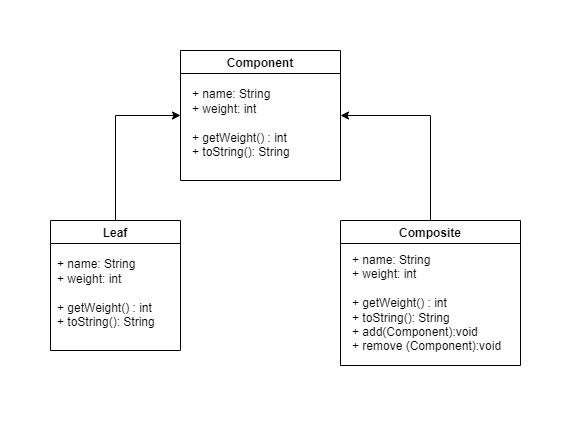 Component
+ name: String
+ weight: int
+ getWeight() : int
+ toString(): String
Leaf
+ name: String
+ weight: int
+ getWeight() : int
+ toString(): String
Composite
+ name: String
+ weight: int
+ getWeight() : int
+ toString(): String
+ add(Component):void
+ remove (Component):void